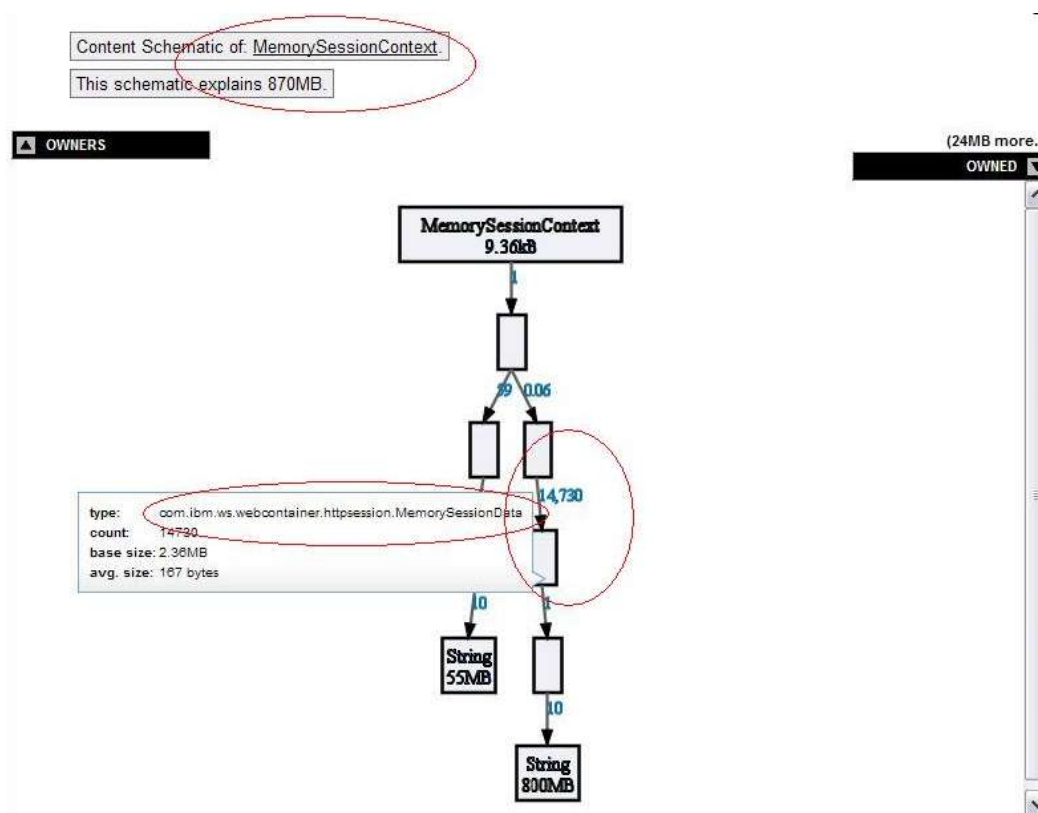 Content Schematic of: MemorySessionContext.
This schematic explains 870MB.
OWNERS
(24MB more.
OWNED
MemorySessionContext
9.36kB
1
89 0.06
14,730
type: com.ibm.ws.webcontainer.httpsession.MemorySessionData
count: 14730
base size: 2.36MB
avg. size: 167 bytes
10 1
String
55MB
10
String
800MB